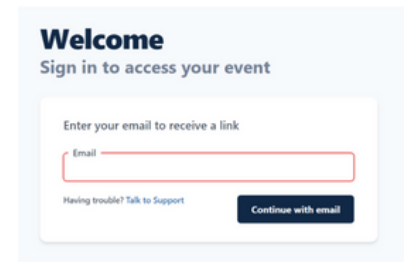 Welcome
Sign in to access your event
Enter your email to receive a link
Email
Having trouble? Talk to Support
Continue with email